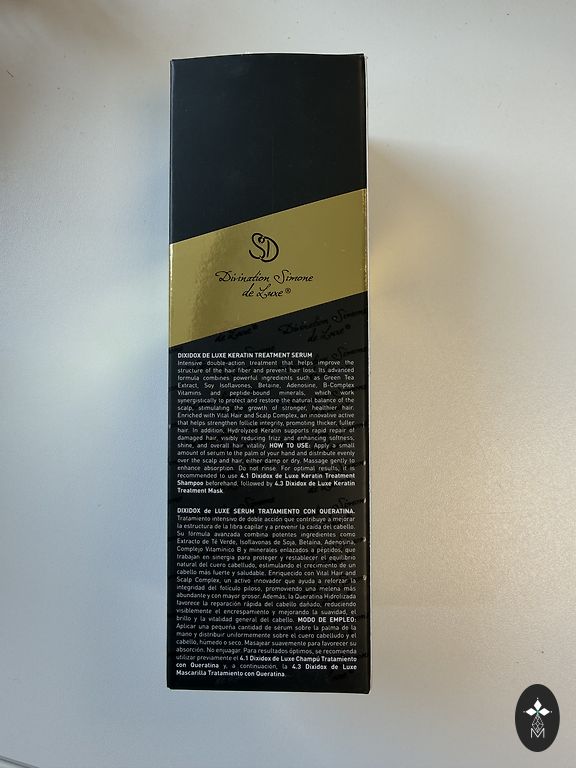 SD
Divination Simone
de Luxe®
de Luxe®
Divination Simone
de Luxe®
DIXIDOX DE LUXE KERATIN TREATMENT SERUM
Intensive double-action treatment that helps improve the
structure of the hair fiber and prevent hair loss. Its advanced
formula combines powerful ingredients such as Green Tea
Extract, Soy Isoflavones, Betaine, Adenosine, B-Complex
Vitamins and peptide-bound minerals, which work
synergistically to protect and restore the natural balance of the
scalp, stimulating the growth of stronger, healthier hair.
Enriched with Vital Hair and Scalp Complex, an innovative active
that helps strengthen follicle integrity, promoting thicker, fuller
hair. In addition, Hydrolyzed Keratin supports rapid repair of
damaged hair, visibly reducing frizz and enhancing softness,
shine, and overall hair vitality. HOW TO USE: Apply a small
amount of serum to the palm of your hand and distribute evenly
over the scalp and hair, either damp or dry. Massage gently to
enhance absorption. Do not rinse. For optimal results, it is
recommended to use 4.1 Dixidox de Luxe Keratin Treatment
Shampoo beforehand, followed by 4.3 Dixidox de Luxe Keratin
Treatment Mask.
DIXIDOX de LUXE SERUM TRATAMIENTO CON QUERATINA.
Tratamiento intensivo de doble acción que contribuye a mejorar
la estructura de la fibra capilar y a prevenir la caída del cabello.
Su fórmula avanzada combina potentes ingredientes como
Extracto de Té Verde, Isoflavonas de Soja, Betaína, Adenosina,
Complejo Vitamínico B y minerales enlazados a péptidos, que
trabajan en sinergia para proteger y restablecer el equilibrio
natural del cuero cabelludo, estimulando el crecimiento de un
cabello más fuerte y saludable. Enriquecido con Vital Hair and
Scalp Complex, un activo innovador que ayuda a reforzar la
integridad del folículo piloso, promoviendo una melena más
abundante y con mayor grosor. Además, la Queratina Hidrolizada
favorece la reparación rápida del cabello dañado, reduciendo
visiblemente el encrespamiento y mejorando la suavidad, el
brillo y la vitalidad general del cabello. MODO DE EMPLEO:
Aplicar una pequeña cantidad de sérum sobre la palma de la
mano y distribuir uniformemente sobre el cuero cabelludo y el
cabello, húmedo o seco. Masajear suavemente para favorecer su
absorción. No enjuagar. Para resultados óptimos, se recomienda
utilizar previamente el 4.1 Dixidox de Luxe Champú Tratamiento
con Queratina y, a continuación, la 4.3 Dixidox de Luxe
Mascarilla Tratamiento con Queratina.